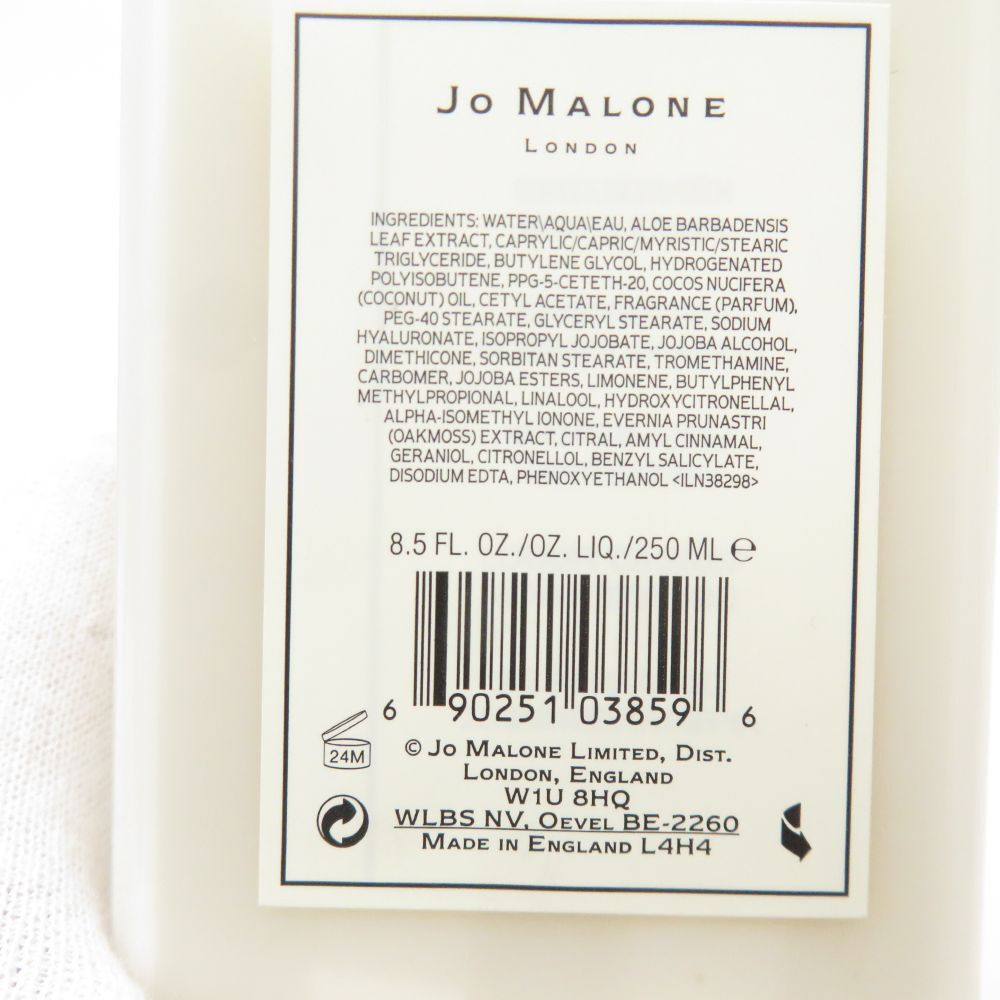 Jo Malone
London
INGREDIENTS: WATER\AQUA\EAU, ALOE BARBADENSIS
LEAF EXTRACT, CAPRYLIC/CAPRIC/MYRISTIC/STEARIC
TRIGLYCERIDE, BUTYLENE GLYCOL, HYDROGENATED
POLYISOBUTENE, PPG-5-CETETH-20, COCOS NUCIFERA
(COCONUT) OIL, CETYL ACETATE, FRAGRANCE (PARFUM),
PEG-40 STEARATE, GLYCERYL STEARATE, SODIUM
HYALURONATE, ISOPROPYL JOJOBATE, JOJOBA ALCOHOL,
DIMETHICONE, SORBITAN STEARATE, TROMETHAMINE,
CARBOMER, JOJOBA ESTERS, LIMONENE, BUTYLPHENYL
METHYLPROPIONAL, LINALOOL, HYDROXYCITRONELLAL,
ALPHA-ISOMETHYL IONONE, EVERNIA PRUNASTRI
(OAKMOSS) EXTRACT, CITRAL, AMYL CINNAMAL,
GERANIOL, CITRONELLOL, BENZYL SALICYLATE,
DISODIUM EDTA, PHENOXYETHANOL <ILN38298>
8.5 FL. OZ./OZ. LIQ./250 ML ℮
6 90251 03859 6
24M
© Jo Malone Limited, Dist.
London, England
W1U 8HQ
WLBS NV, Oevel BE-2260
Made in England L4H4